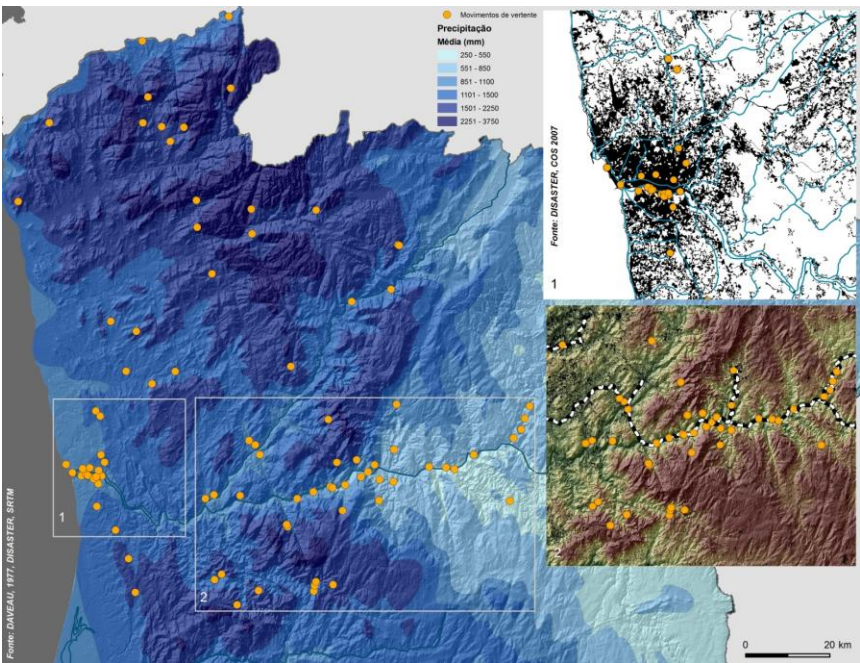 Movimentos de vertente
Precipitação
Média (mm)
250 - 550
551 - 850
851 - 1100
1101 - 1500
1501 - 2250
2251 - 3750
Fonte: DISASTER, COS 2007
1
1
2
2
Fonte: DAVEAU, 1977, DISASTER, SRTM
0 20 km